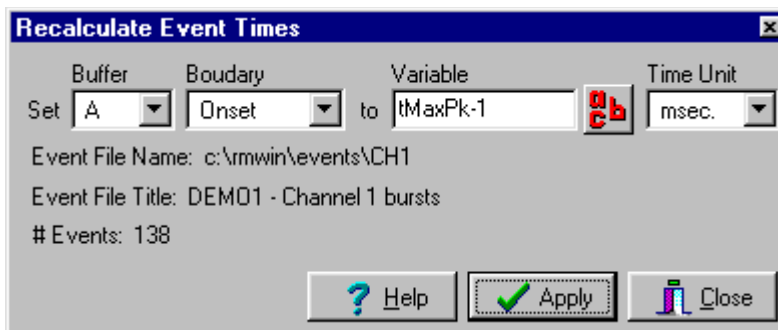 Recalculate Event Times
Buffer Boudary Variable Time Unit
Set A Onset to tMaxPk-1 acb msec.
Event File Name: c:\rmwin\events\CH1
Event File Title: DEMO1 - Channel 1 bursts
# Events: 138
? Help Apply Close